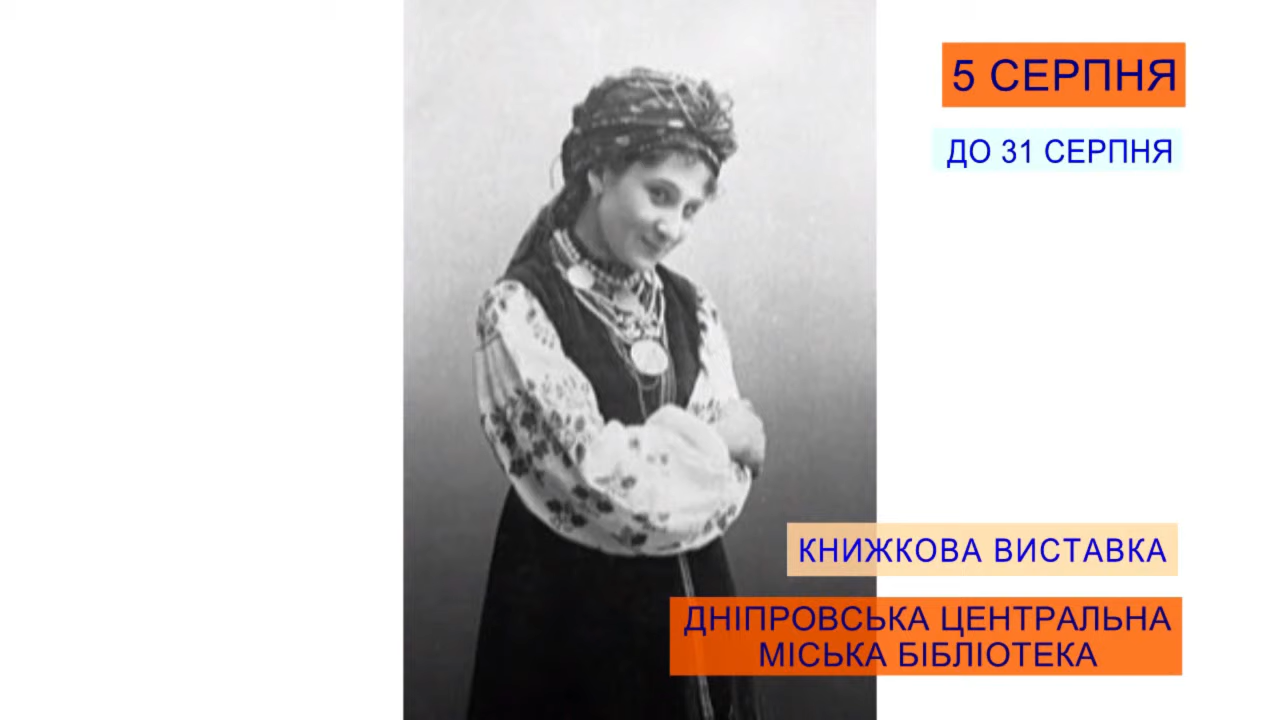 5 СЕРПНЯ
ДО 31 СЕРПНЯ
КНИЖКОВА ВИСТАВКА
ДНІПРОВСЬКА ЦЕНТРАЛЬНА
МІСЬКА БІБЛІОТЕКА